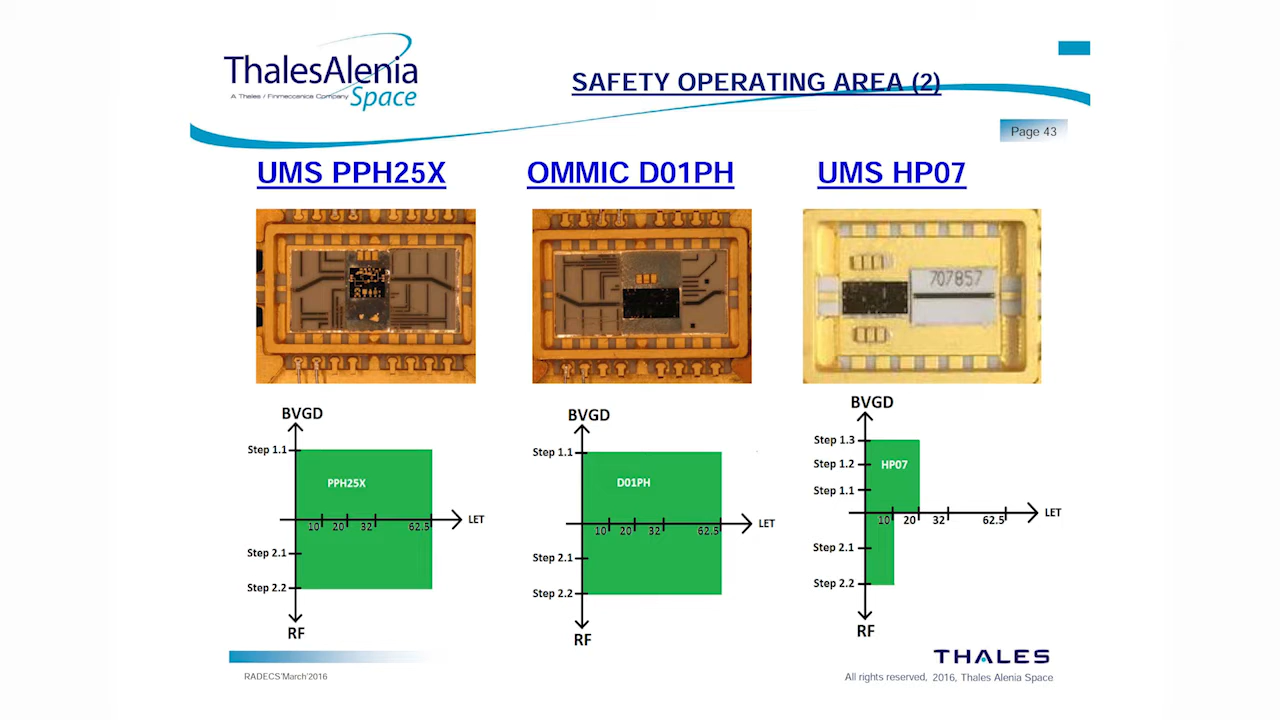 ThalesAlenia
A Thales / Finmeccanica Company
Space
SAFETY OPERATING AREA (2)
Page 43
UMS PPH25X
OMMIC D01PH
UMS HP07
707857
BVGD
Step 1.1
PPH25X
10
20
32
62.5
LET
Step 2.1
Step 2.2
RF
BVGD
Step 1.1
D01PH
10
20
32
62.5
LET
Step 2.1
Step 2.2
RF
BVGD
Step 1.3
Step 1.2
HP07
Step 1.1
10
20
32
62.5
LET
Step 2.1
Step 2.2
RF
THALES
RADECS'March'2016
All rights reserved, 2016, Thales Alenia Space